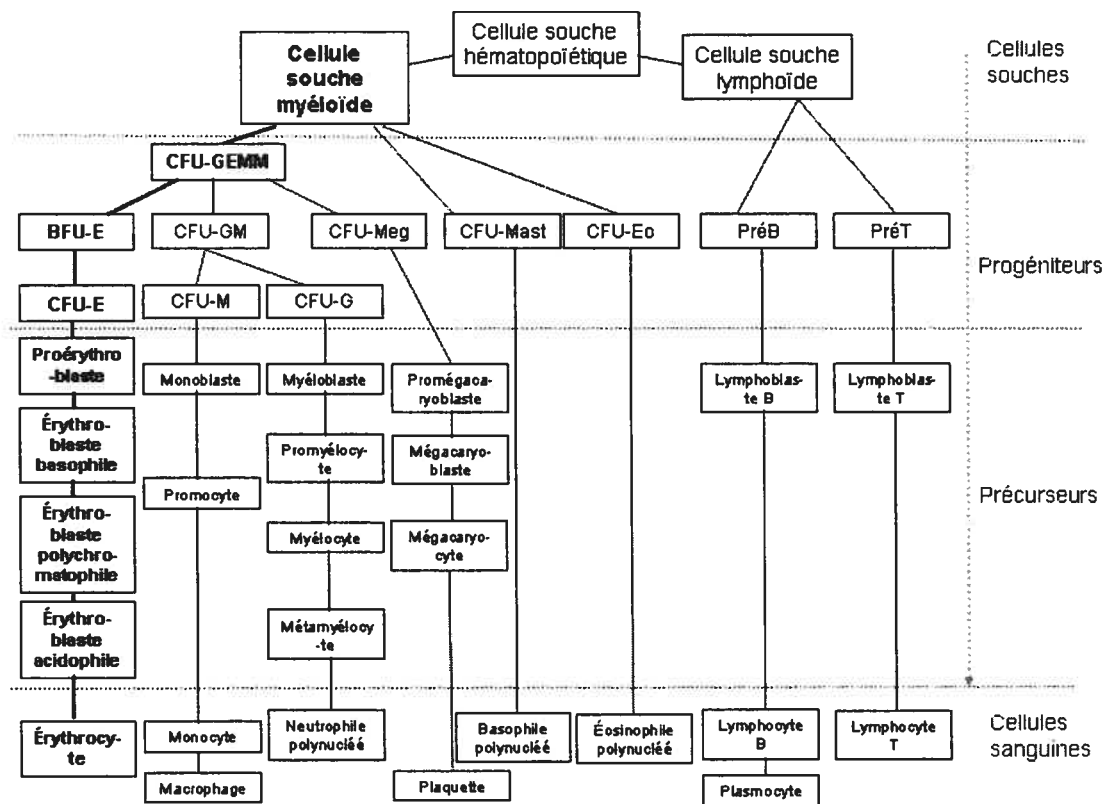 Cellule souche
hématopoïétique
Cellule
souche
myéloïde
Cellule souche
lymphoïde
Cellules
souches
CFU-GEMM
BFU-E
CFU-GM
CFU-Meg
CFU-Mast
CFU-Eo
PréB
PréT
Progéniteurs
CFU-E
CFU-M
CFU-G
Proérythro
-blaste
Monoblaste
Myéloblaste
Promégaca-
ryoblaste
Lymphoblas-
te B
Lymphoblas-
te T
Érythro-
blaste
basophile
Promyélocy-
te
Mégacaryo-
blaste
Promocyte
Précurseurs
Érythro-
blaste
polychro-
matophile
Myélocyte
Mégacaryo-
cyte
Érythro-
blaste
acidophile
Métamyélocy
-te
Érythrocy-
te
Monocyte
Neutrophile
polynucléé
Basophile
polynucléé
Éosinophile
polynucléé
Lymphocyte
B
Lymphocyte
T
Cellules
sanguines
Macrophage
Plaquette
Plasmocyte